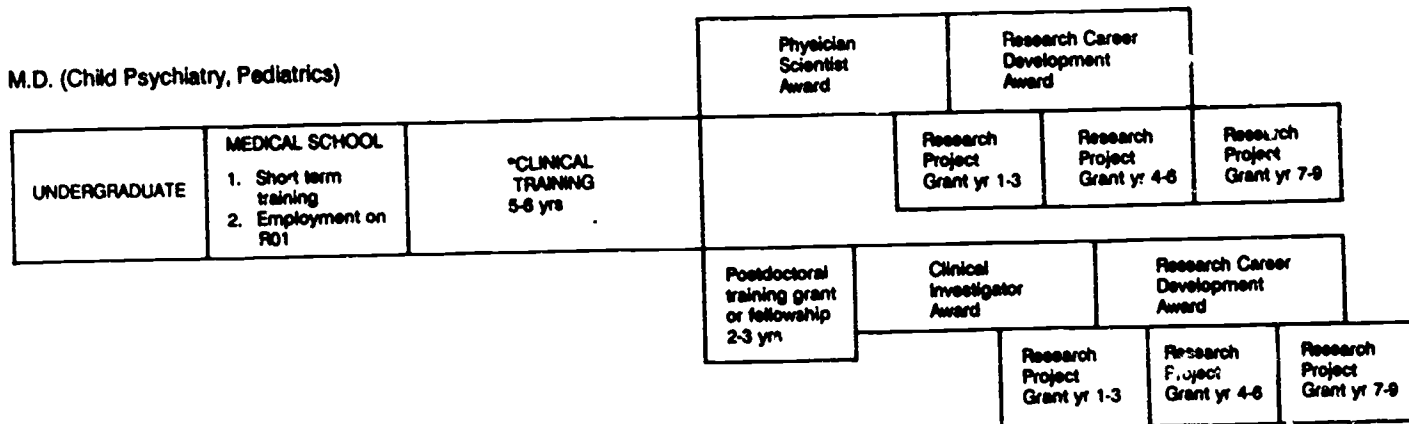 M.D. (Child Psychiatry, Pediatrics)
Physician
Scientist
Award
Research Career
Development
Award
UNDERGRADUATE
MEDICAL SCHOOL
1. Short term
training
2. Employment on
R01
*CLINICAL
TRAINING
5-6 yrs
Research
Project
Grant yr 1-3
Research
Project
Grant yr 4-6
Research
Project
Grant yr 7-9
Postdoctoral
training grant
or fellowship
2-3 yrs
Clinical
Investigator
Award
Research Career
Development
Award
Research
Project
Grant yr 1-3
Research
Project
Grant yr 4-6
Research
Project
Grant yr 7-9